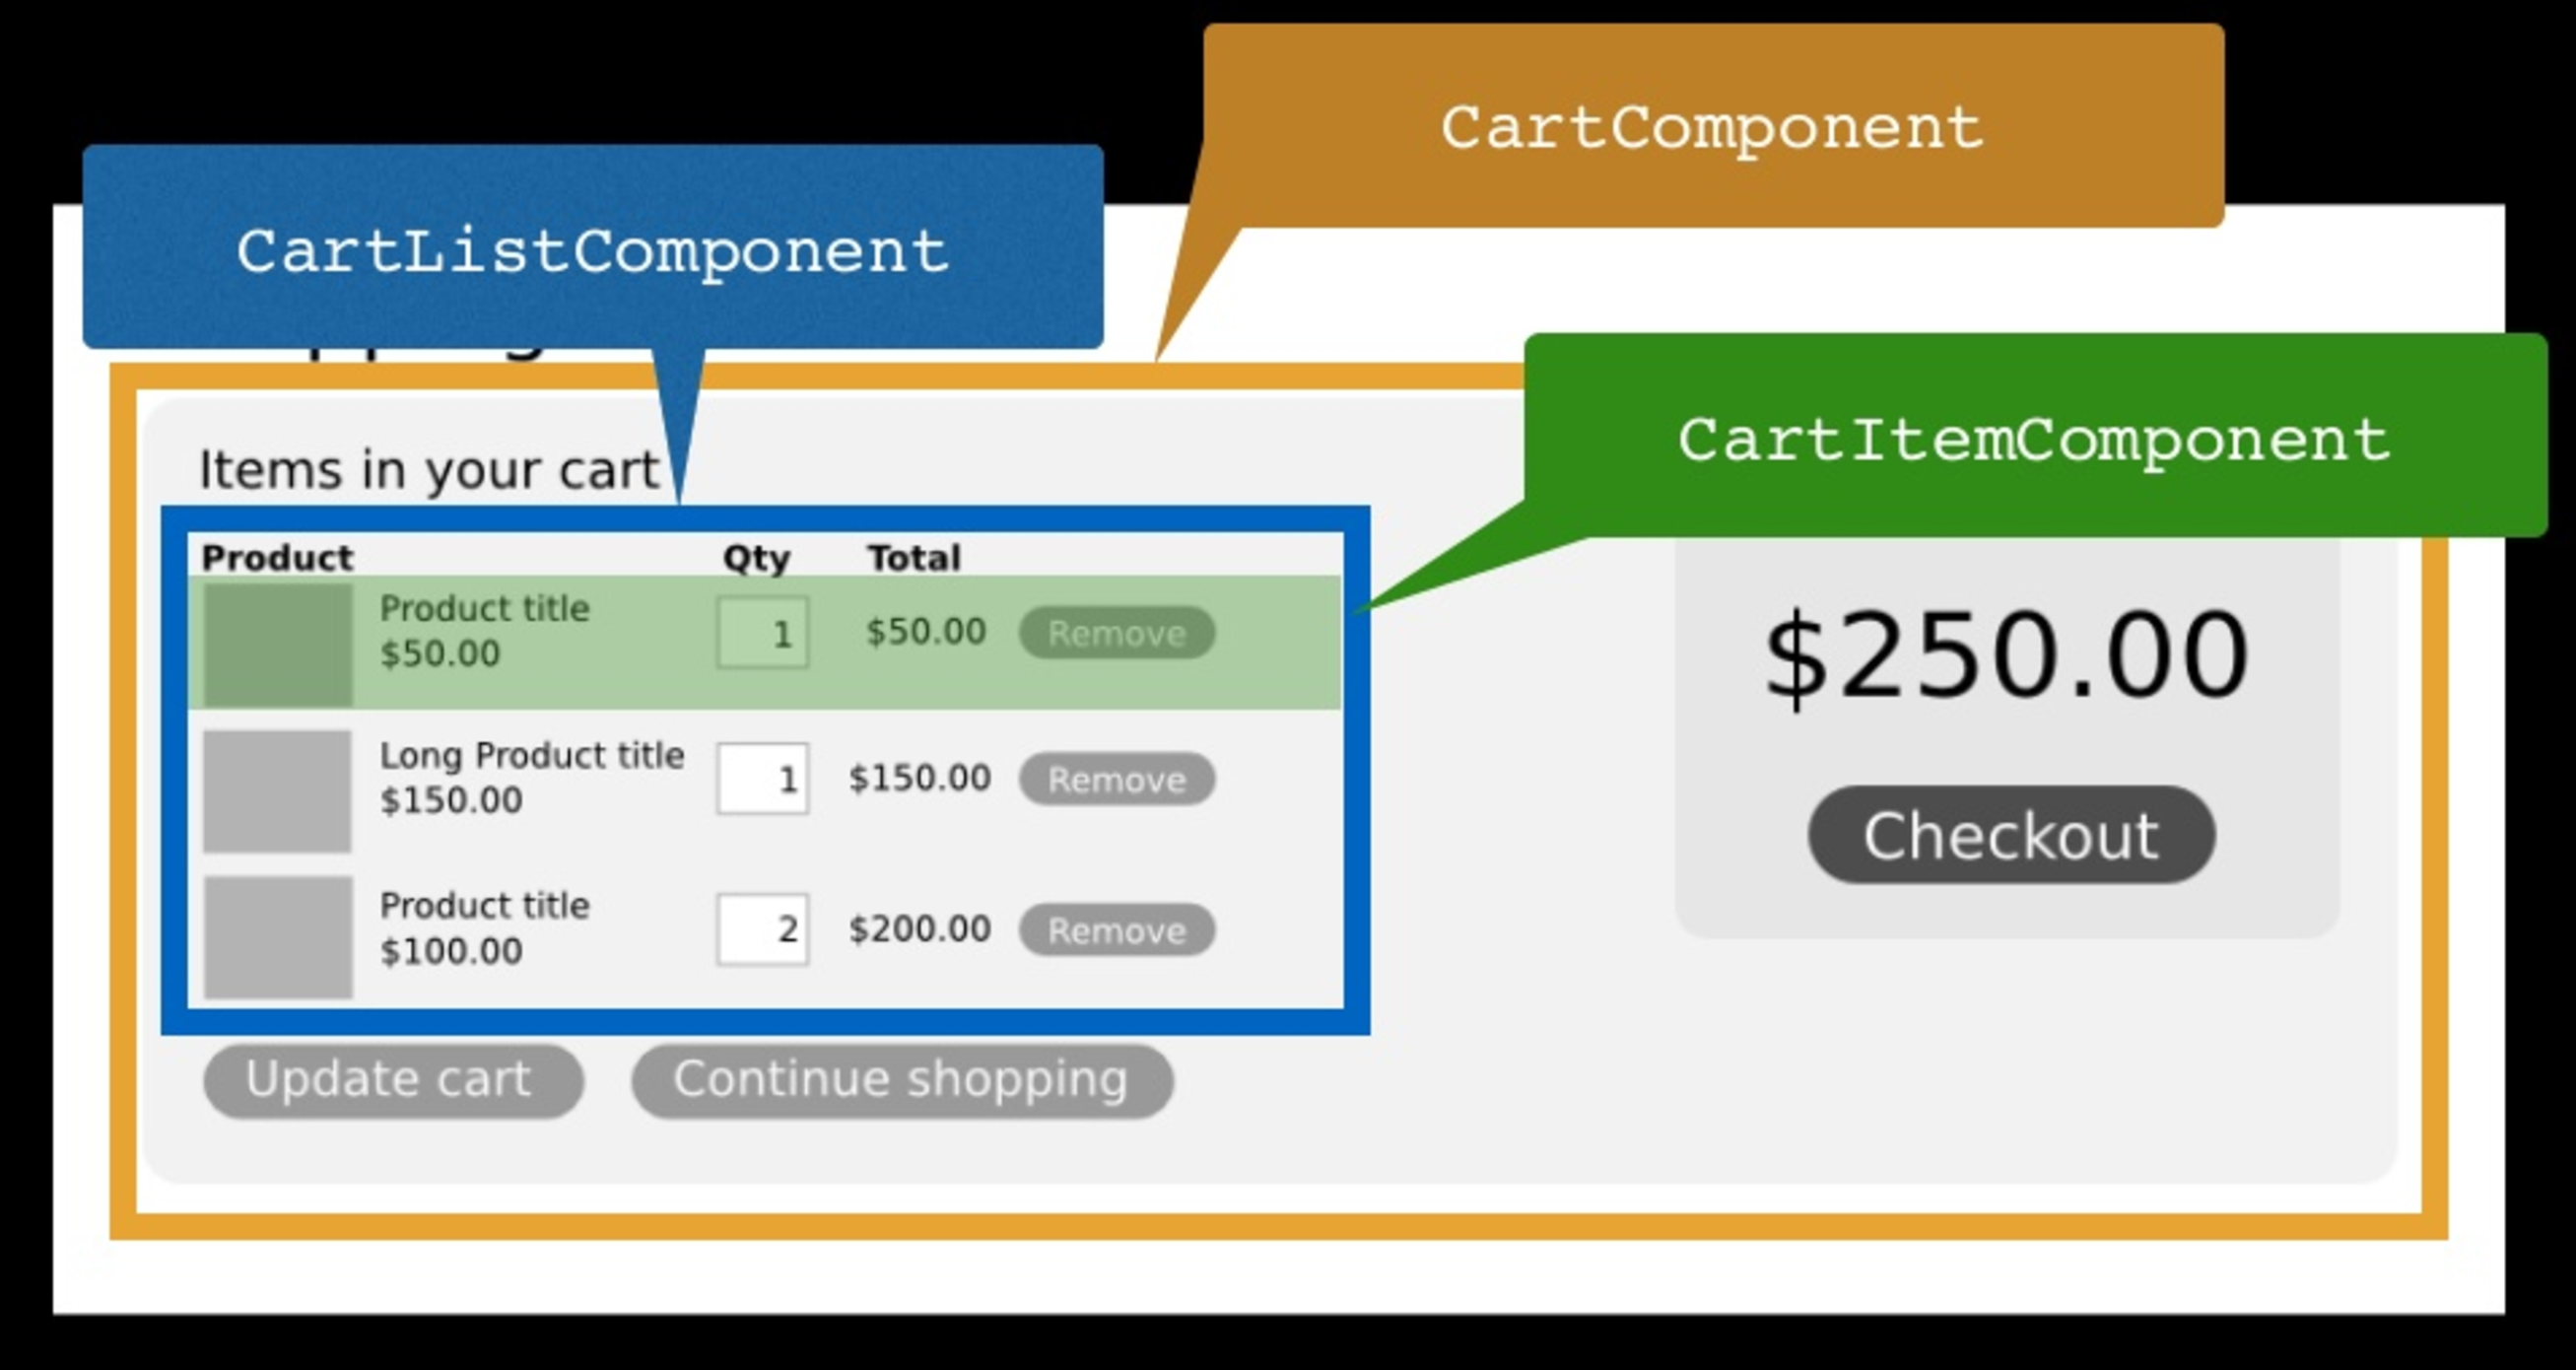 CartComponent
CartListComponent
CartItemComponent
Items in your cart
Product Qty Total
Product title
$50.00
1 $50.00 Remove
Long Product title
$150.00
1 $150.00 Remove
Product title
$100.00
2 $200.00 Remove
Update cart Continue shopping
$250.00
Checkout